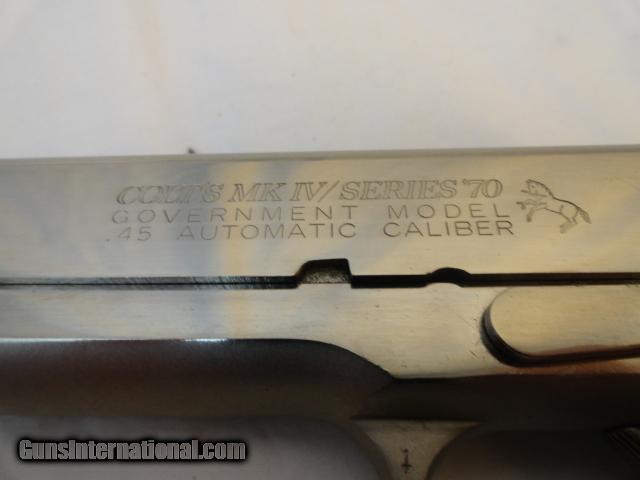 COLT'S MK IV/SERIES '70
GOVERNMENT MODEL
.45 AUTOMATIC CALIBER
GunsInternational.com